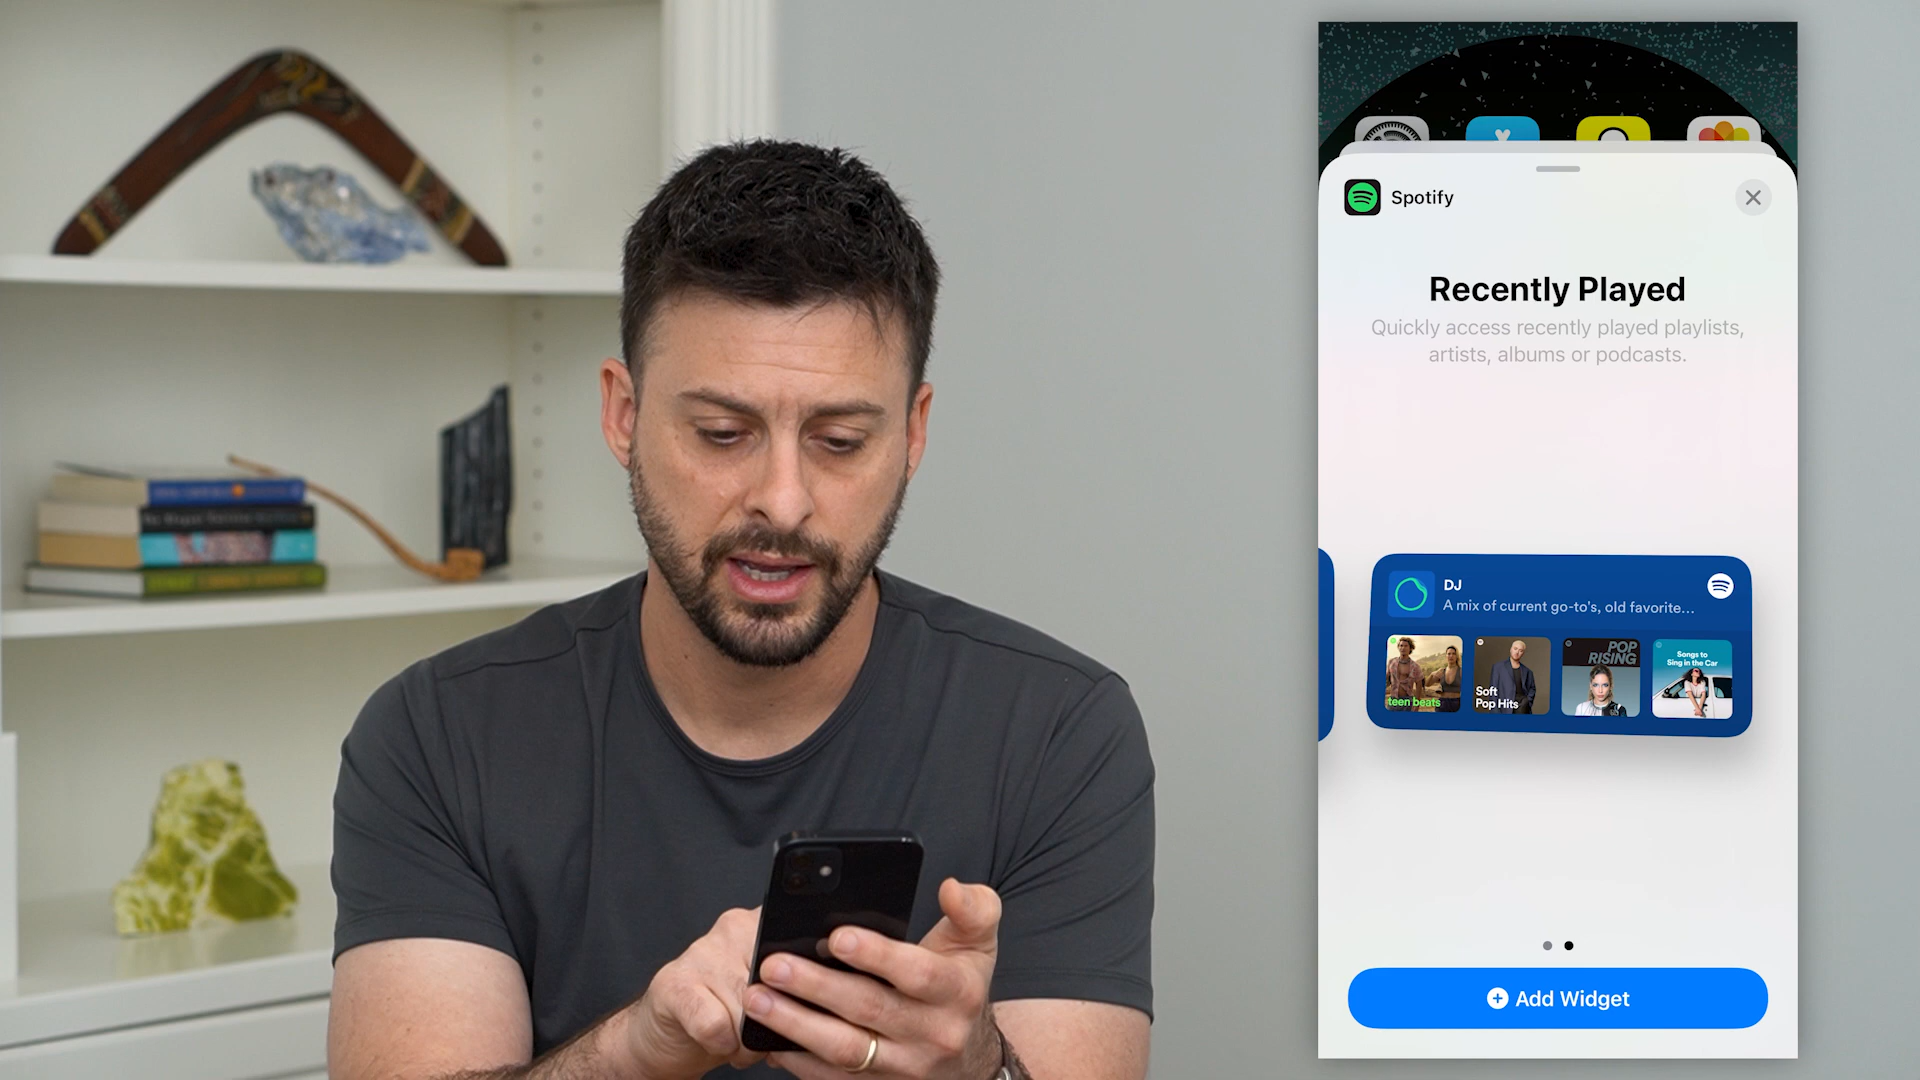 Spotify
Recently Played
Quickly access recently played playlists,
artists, albums or podcasts.
DJ
A mix of current go-to's, old favorite...
teen beats
Soft
Pop Hits
POP
RISING
Songs to
Sing in the Car
Add Widget